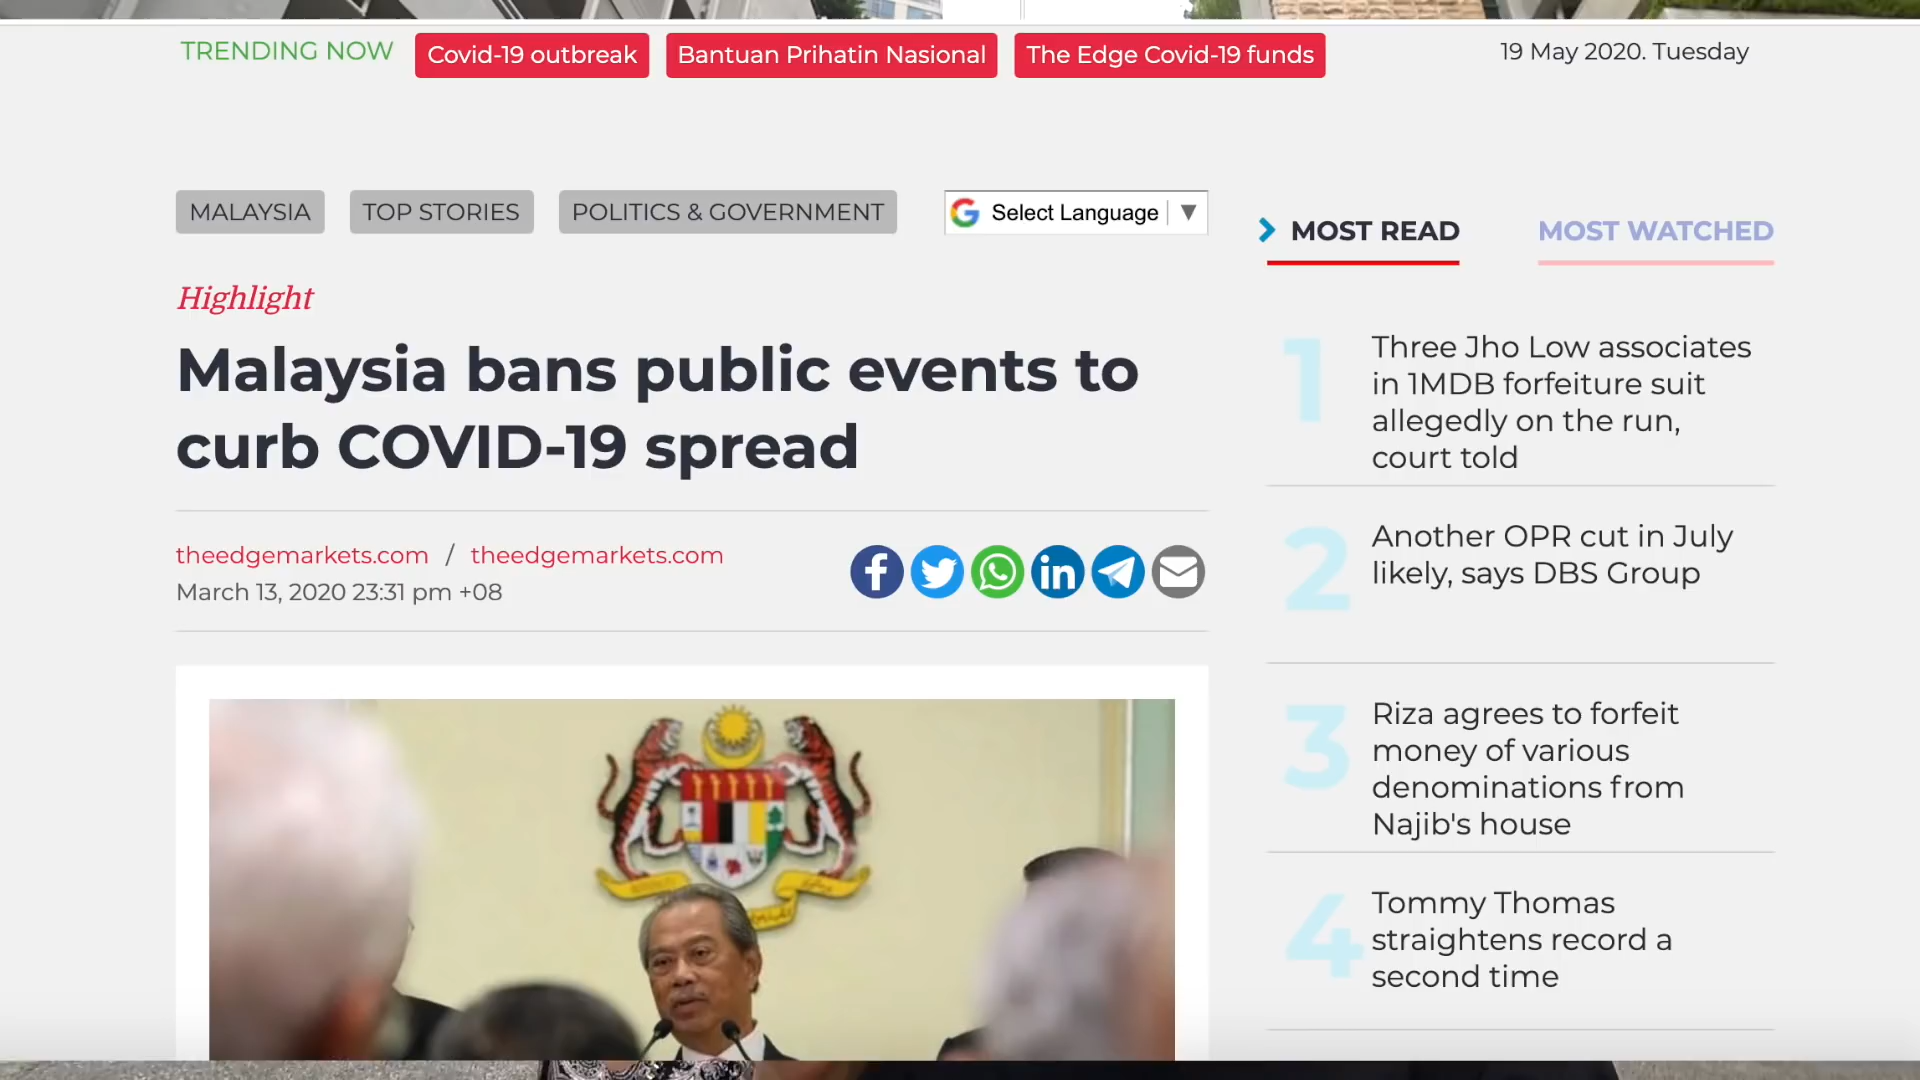 TRENDING NOW
Covid-19 outbreak
Bantuan Prihatin Nasional
The Edge Covid-19 funds
19 May 2020. Tuesday
MALAYSIA
TOP STORIES
POLITICS & GOVERNMENT
Select Language ▼
Highlight
Malaysia bans public events to
curb COVID-19 spread
theedgemarkets.com / theedgemarkets.com
March 13, 2020 23:31 pm +08
MOST READ
MOST WATCHED
1
Three Jho Low associates
in 1MDB forfeiture suit
allegedly on the run,
court told
2
Another OPR cut in July
likely, says DBS Group
3
Riza agrees to forfeit
money of various
denominations from
Najib's house
4
Tommy Thomas
straightens record a
second time